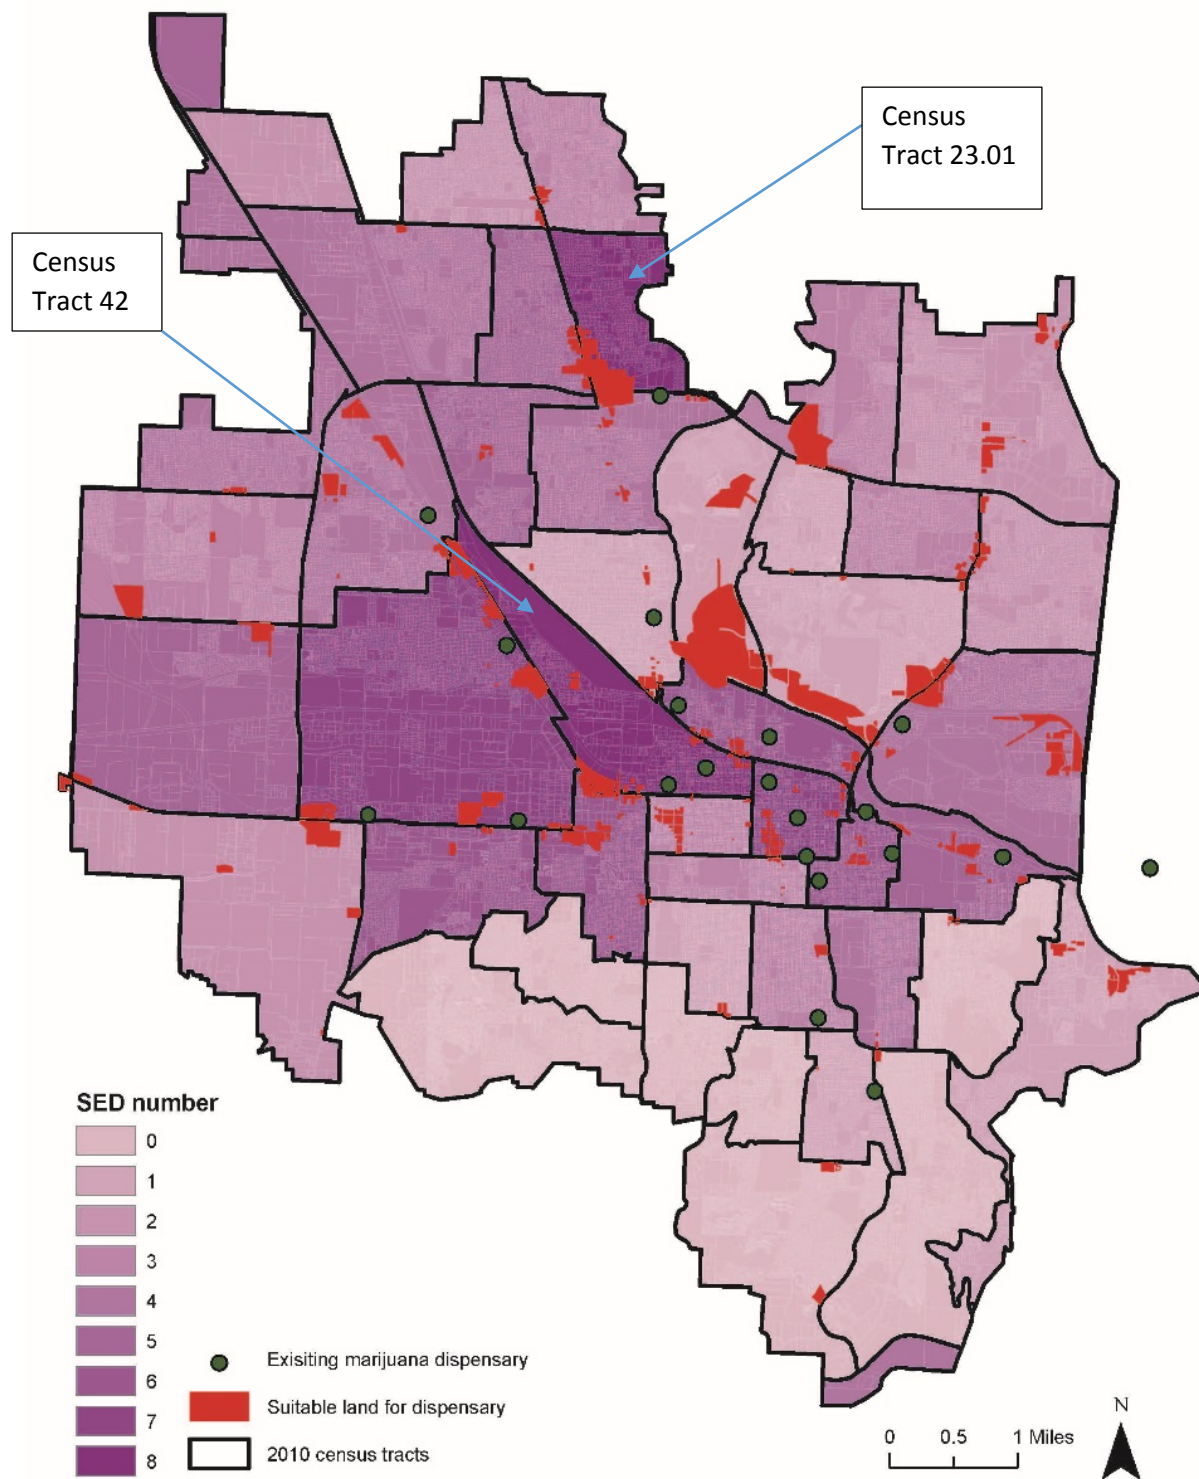 Census
Tract 23.01
Census
Tract 42
SED number
0
1
2
3
4
5
6
7
8
Exisiting marijuana dispensary
Suitable land for dispensary
2010 census tracts
N
0 0.5 1 Miles